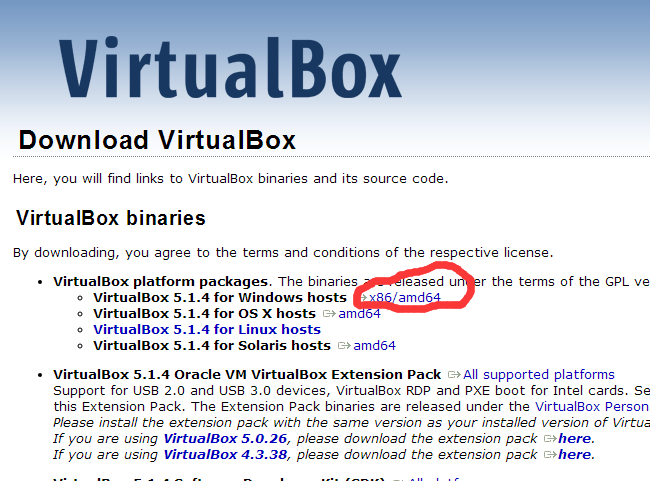 VirtualBox
Download VirtualBox
Here, you will find links to VirtualBox binaries and its source code.
VirtualBox binaries
By downloading, you agree to the terms and conditions of the respective license.
VirtualBox platform packages. The binaries are released under the terms of the GPL ve
VirtualBox 5.1.4 for Windows hosts x86/amd64
VirtualBox 5.1.4 for OS X hosts amd64
VirtualBox 5.1.4 for Linux hosts
VirtualBox 5.1.4 for Solaris hosts amd64
VirtualBox 5.1.4 Oracle VM VirtualBox Extension Pack All supported platforms
Support for USB 2.0 and USB 3.0 devices, VirtualBox RDP and PXE boot for Intel cards. Se
this Extension Pack. The Extension Pack binaries are released under the VirtualBox Person
Please install the extension pack with the same version as your installed version of Virtua
If you are using VirtualBox 5.0.26, please download the extension pack here.
If you are using VirtualBox 4.3.38, please download the extension pack here.